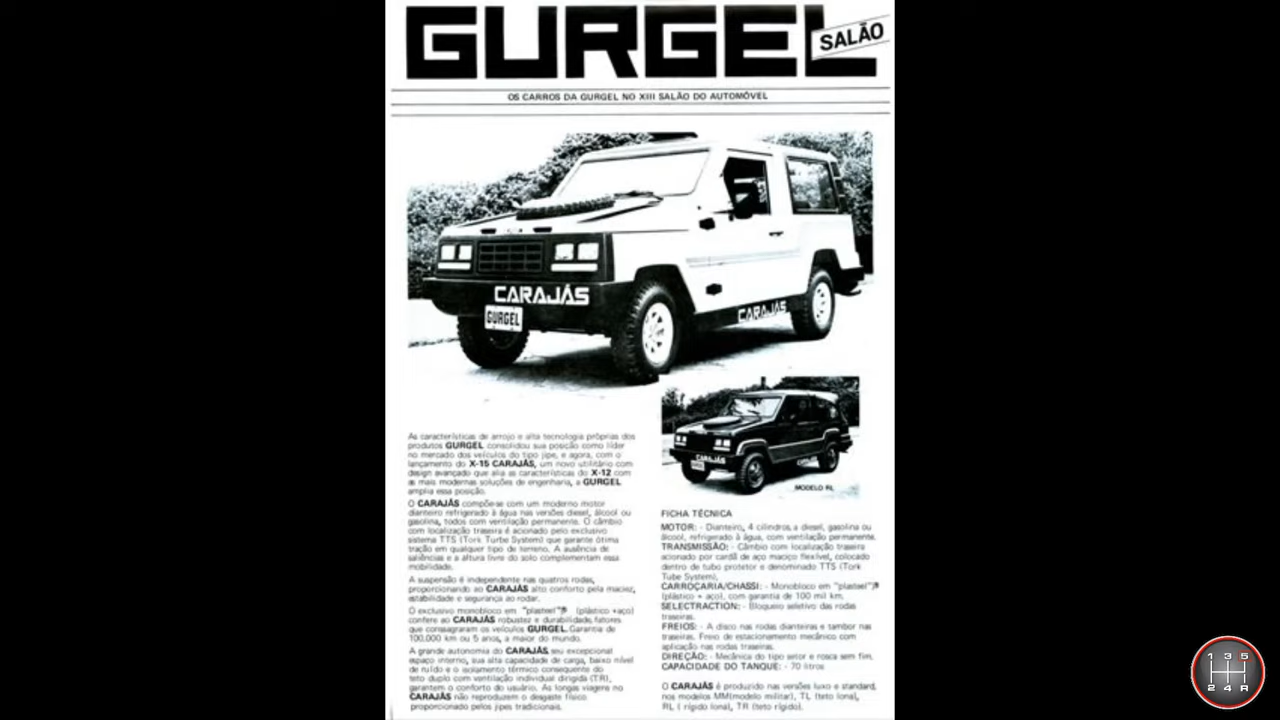 GURGEL
SALÃO
OS CARROS DA GURGEL NO XIII SALÃO DO AUTOMÓVEL
CARAJÁS
GURGEL
CARAJÁS
CARAJÁS
MODELO RL
As características de arrojo e alta tecnologia próprias dos
produtos GURGEL consolidou sua posição como líder
no mercado dos veículos do tipo jipe, e agora, com o
lançamento do X-15 CARAJÁS, um novo utilitário com
design avançado que alia as características do X-12 com
as mais modernas soluções de engenharia, a GURGEL
amplia essa posição.
O CARAJÁS compõe-se com um moderno motor
dianteiro refrigerado à água nas versões diesel, álcool ou
gasolina, todos com ventilação permanente. O câmbio
com localização traseira é acionado pelo exclusivo
sistema TTS (Tork Turbe System) que garante ótima
tração em qualquer tipo de terreno. A ausência de
saliências e a altura livre do solo complementam essa
mobilidade.
A suspensão é independente nas quatros rodas,
proporcionando ao CARAJÁS alto conforto pela maciez,
estabilidade e segurança ao rodar.
O exclusivo monobloco em "plasteel" (plástico +aço)
confere ao CARAJÁS robustez e durabilidade, fatores
que consagraram os veículos GURGEL. Garantia de
100.000 km ou 5 anos, a maior do mundo.
A grande autonomia do CARAJÁS, seu excepcional
espaço interno, sua alta capacidade de carga, baixo nível
de ruído e o isolamento térmico consequente do
teto duplo com ventilação individual dirigida (TR),
garantem o conforto do usuário. As longas viagens no
CARAJÁS não reproduzem o desgaste físico
proporcionado pelos jipes tradicionais.
FICHA TÉCNICA
MOTOR: - Dianteiro, 4 cilindros, a diesel, gasolina ou
álcool, refrigerado à água, com ventilação permanente.
TRANSMISSÃO: - Câmbio com localização traseira
acionado por cardã de aço maciço flexível, colocado
dentro de tubo protetor e denominado TTS (Tork
Tube System).
CARROÇARIA/CHASSI: - Monobloco em "plasteel"
(plástico + aço), com garantia de 100 mil km.
SELECTRACTION: - Bloqueio seletivo das rodas
traseiras.
FREIOS: - A disco nas rodas dianteiras e tambor nas
traseiras. Freio de estacionamento mecânico com
aplicação nas rodas traseiras.
DIREÇÃO: - Mecânica do tipo setor e rosca sem fim.
CAPACIDADE DO TANQUE: - 70 litros
O CARAJÁS é produzido nas versões luxo e standard,
nos modelos MM(modelo militar), TL (teto lona),
RL ( rígido lona), TR (teto rígido).
1 3 5
2 4 R